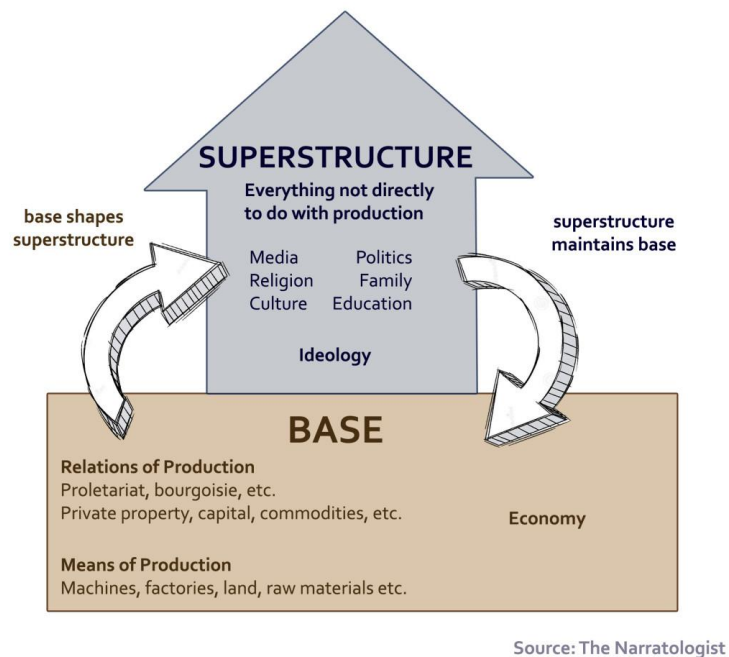 SUPERSTRUCTURE
Everything not directly
to do with production
base shapes
superstructure
superstructure
maintains base
Media Politics
Religion Family
Culture Education
Ideology
BASE
Relations of Production
Proletariat, bourgoisie, etc.
Private property, capital, commodities, etc.
Economy
Means of Production
Machines, factories, land, raw materials etc.
Source: The Narratologist